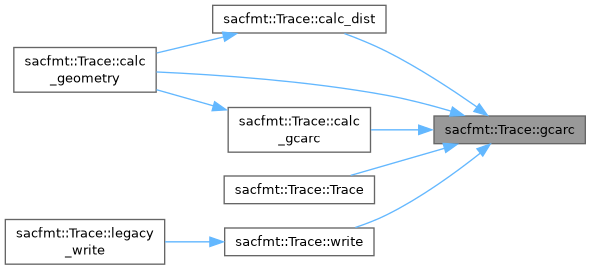 sacfmt::Trace::calc_dist
sacfmt::Trace::calc
_geometry
sacfmt::Trace::calc
_gcarc
sacfmt::Trace::gcarc
sacfmt::Trace::Trace
sacfmt::Trace::legacy
_write
sacfmt::Trace::write